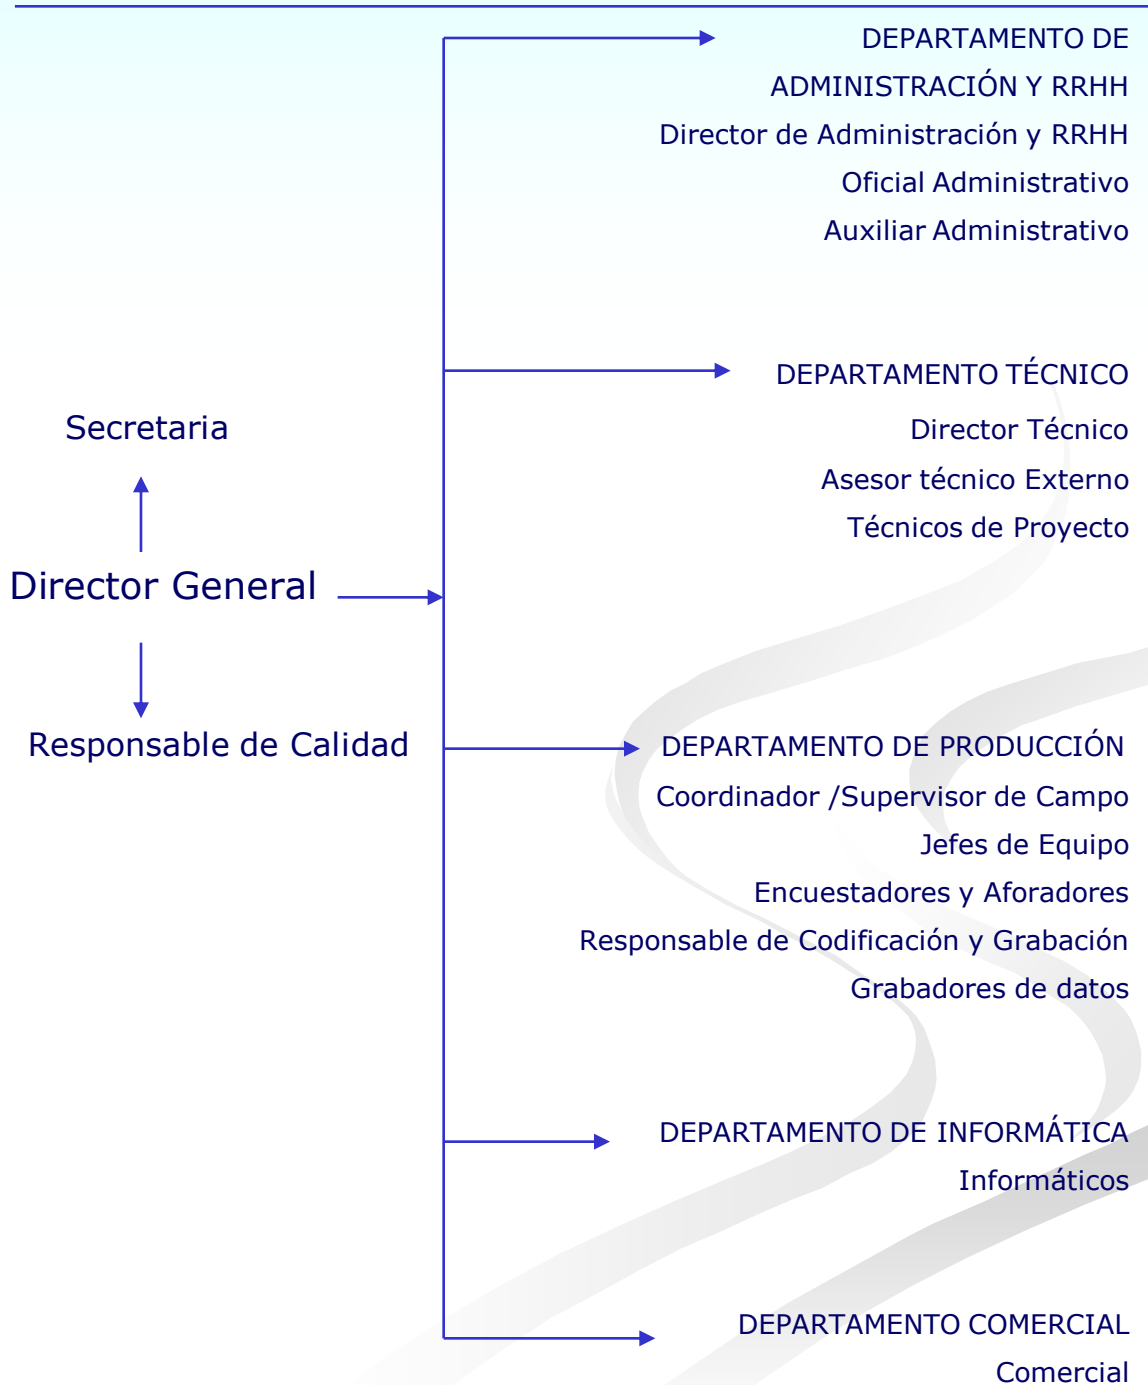 DEPARTAMENTO DE
ADMINISTRACIÓN Y RRHH
Director de Administración y RRHH
Oficial Administrativo
Auxiliar Administrativo
DEPARTAMENTO TÉCNICO
Director Técnico
Asesor técnico Externo
Técnicos de Proyecto
Secretaria
Director General
Responsable de Calidad
DEPARTAMENTO DE PRODUCCIÓN
Coordinador /Supervisor de Campo
Jefes de Equipo
Encuestadores y Aforadores
Responsable de Codificación y Grabación
Grabadores de datos
DEPARTAMENTO DE INFORMÁTICA
Informáticos
DEPARTAMENTO COMERCIAL
Comercial